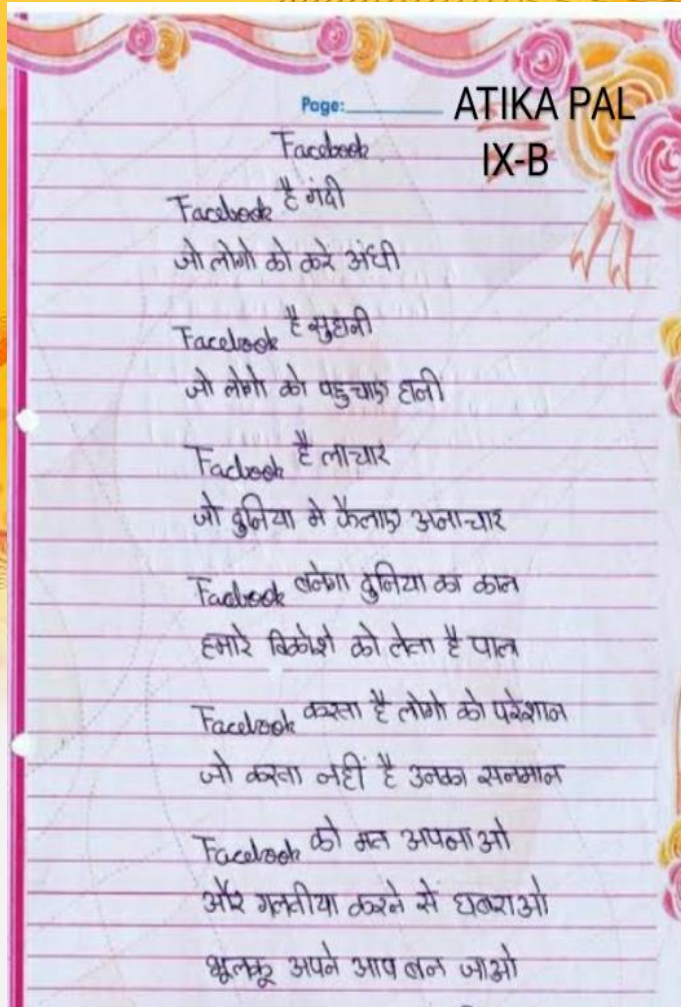 Page:
ATIKA PAL
IX-B
Facebook
Facebook है गंदी
जो लोगो को करे अंधी
Facebook है सुहानी
जो लोगो को पहुचाए हानी
Facbook है लाचार
जो दुनिया मे फैलाए अनाचार
Facbook बनेगा दुनिया का काल
हमारे को लेता है पाल
Facebook करता है लोगो को परेशान
जो करता नहीं है उनका सनमान
Facebook को मत अपनाओ
और गलतीया करने से घबराओ
अपने आप बन जाओ